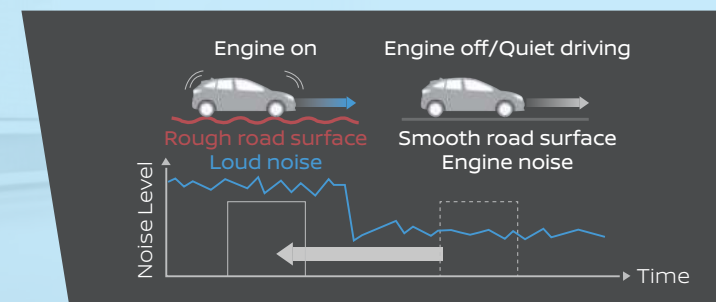 Engine on
Engine off/Quiet driving
Rough road surface
Loud noise
Smooth road surface
Engine noise
Noise Level
Time